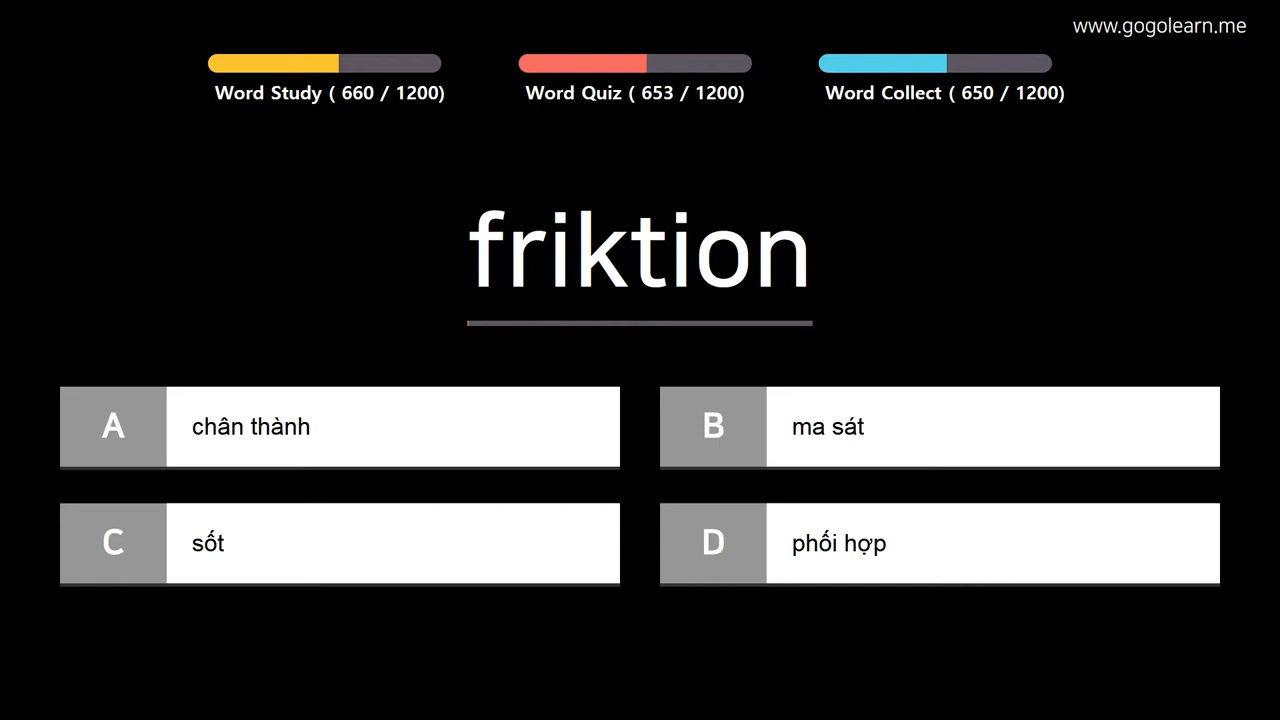 www.gogolearn.me
Word Study ( 660 / 1200)
Word Quiz ( 653 / 1200)
Word Collect ( 650 / 1200)
friktion
A chân thành
B ma sát
C sốt
D phối hợp